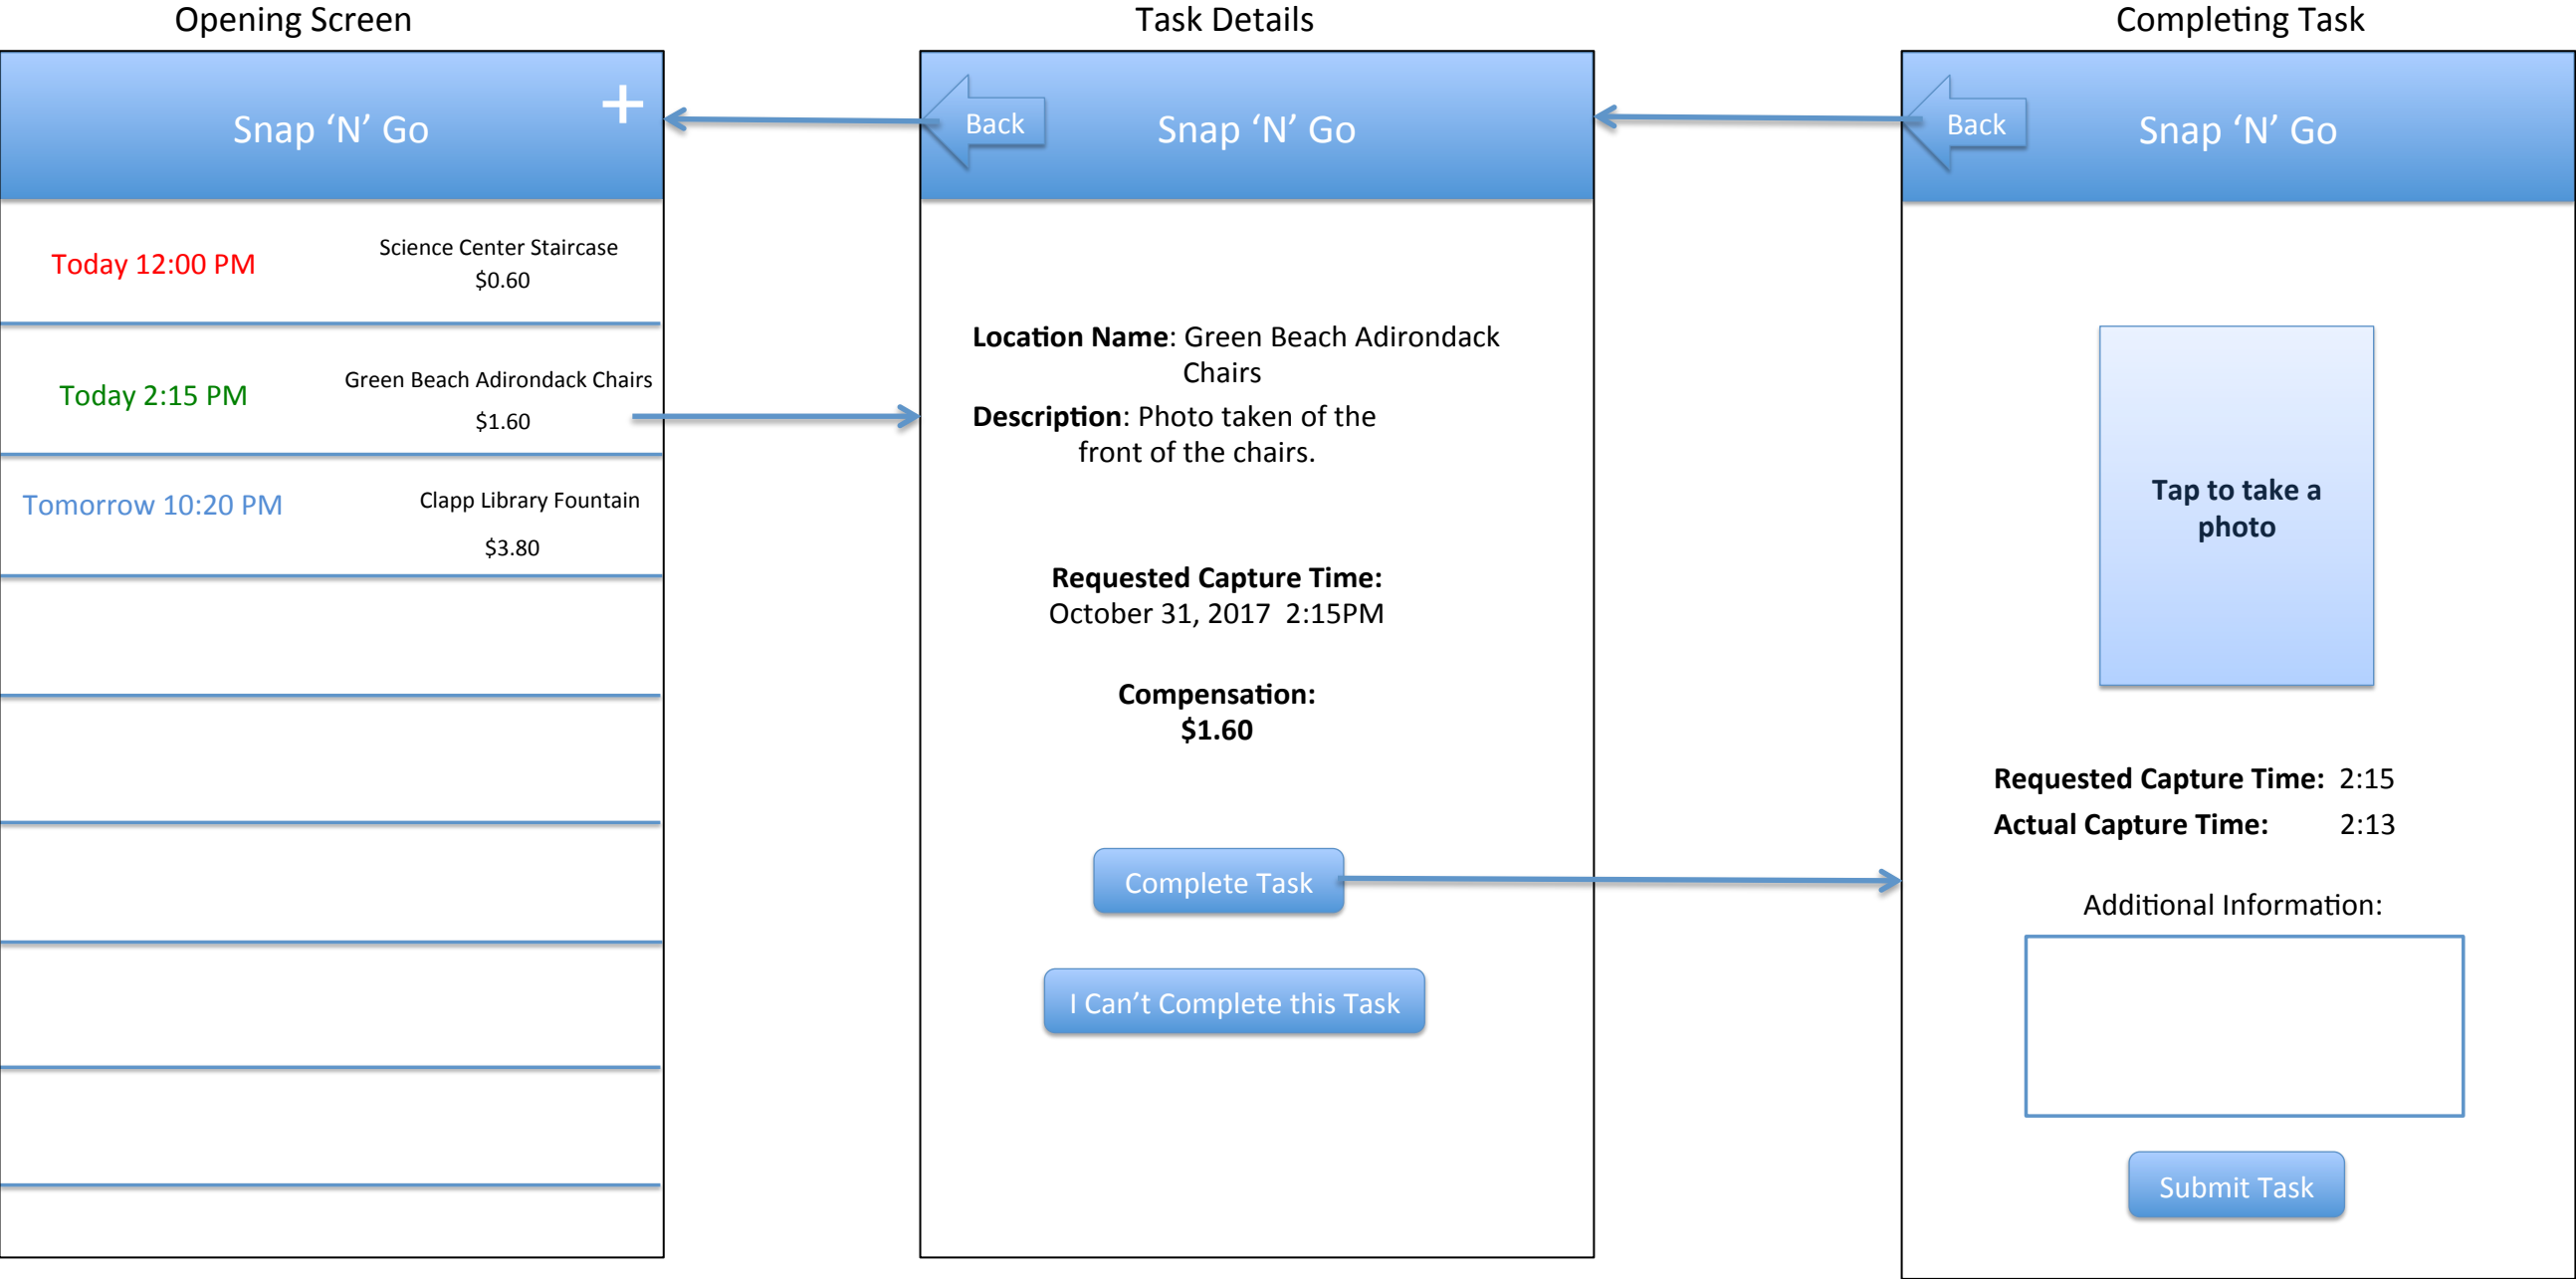 Opening Screen
Snap ‘N’ Go
+
Today 12:00 PM
Science Center Staircase
$0.60
Today 2:15 PM
Green Beach Adirondack Chairs
$1.60
Tomorrow 10:20 PM
Clapp Library Fountain
$3.80
Task Details
Back
Snap ‘N’ Go
Location Name: Green Beach Adirondack
Chairs
Description: Photo taken of the
front of the chairs.
Requested Capture Time:
October 31, 2017 2:15PM
Compensation:
$1.60
Complete Task
I Can’t Complete this Task
Completing Task
Back
Snap ‘N’ Go
Tap to take a
photo
Requested Capture Time: 2:15
Actual Capture Time: 2:13
Additional Information:
Submit Task